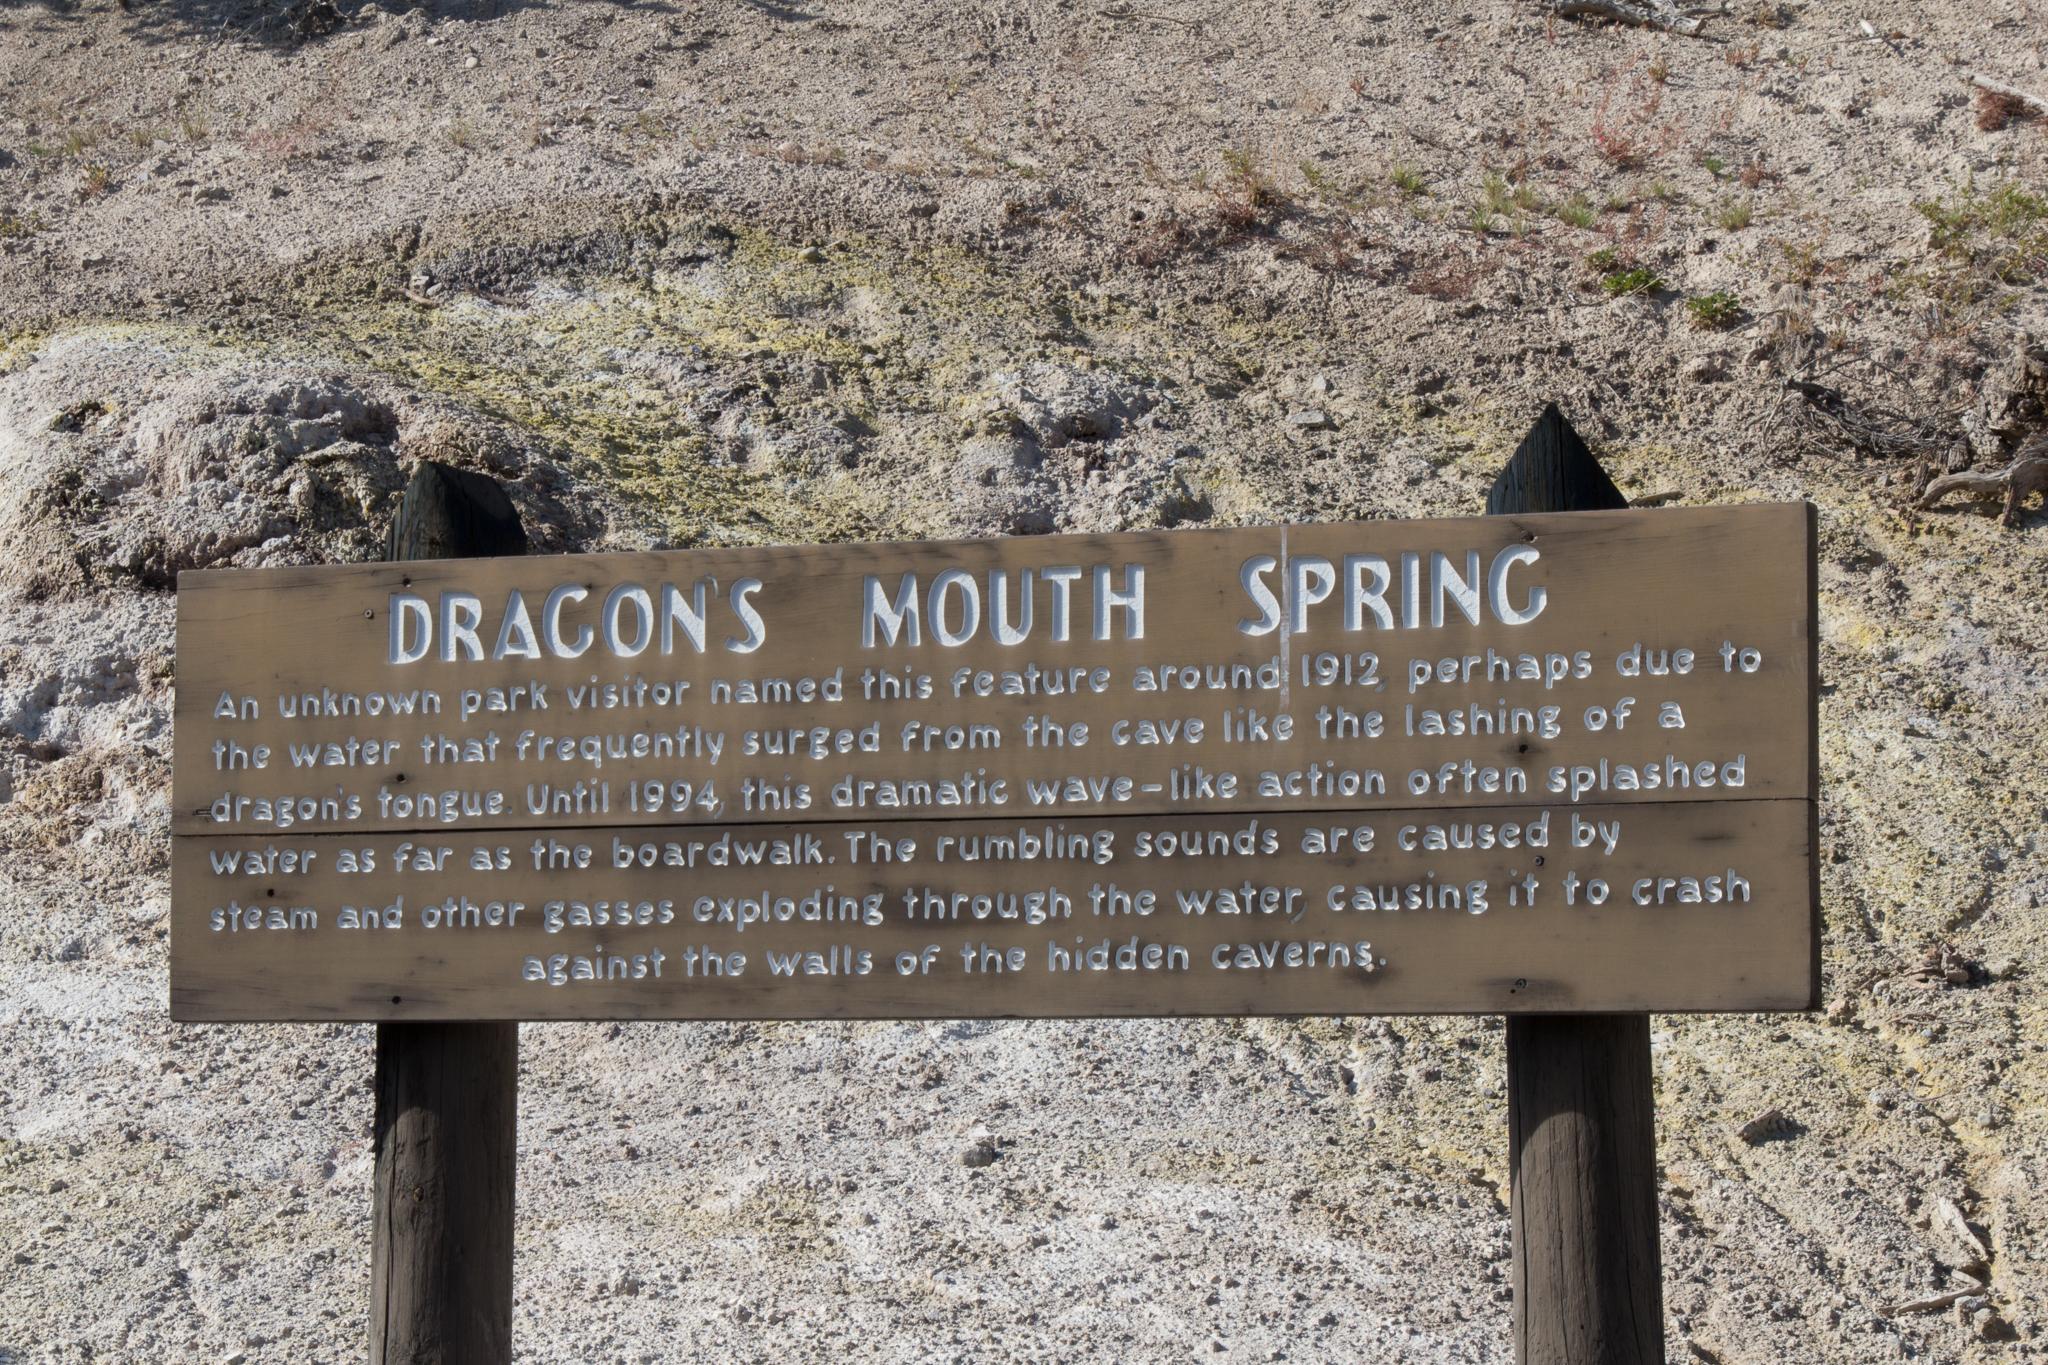 DRAGON'S MOUTH SPRING
An unknown park visitor named this feature around 1912, perhaps due to
the water that frequently surged from the cave like the lashing of a
dragon's tongue. Until 1994, this dramatic wave-like action often splashed
water as far as the boardwalk. The rumbling sounds are caused by
steam and other gasses exploding through the water, causing it to crash
against the walls of the hidden caverns.